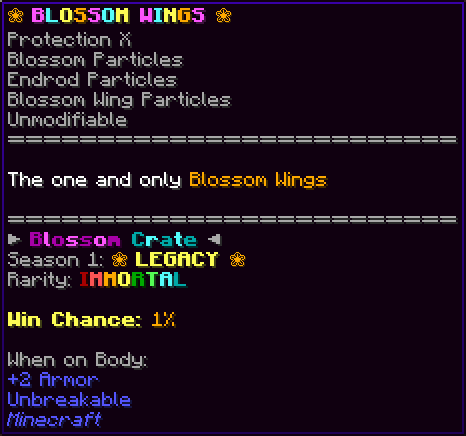 ❀ BLOSSOM WINGS ❀
Protection X
Blossom Particles
Endrod Particles
Blossom Wing Particles
Unmodifiable
============================
The one and only Blossom Wings
============================
► Blossom Crate ◄
Season 1: ❀ LEGACY ❀
Rarity: IMMORTAL
Win Chance: 1%
When on Body:
+2 Armor
Unbreakable
Minecraft